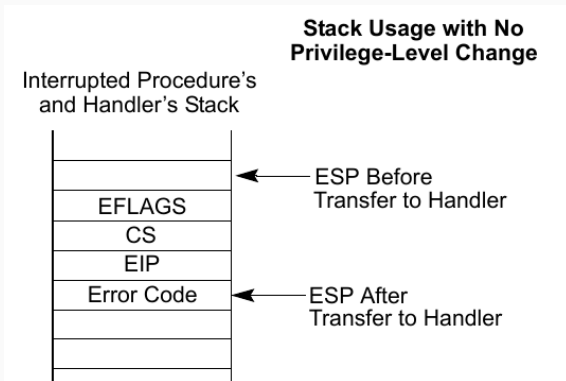 Stack Usage with No
Privilege-Level Change
Interrupted Procedure's
and Handler's Stack
ESP Before
Transfer to Handler
EFLAGS
CS
EIP
Error Code
ESP After
Transfer to Handler